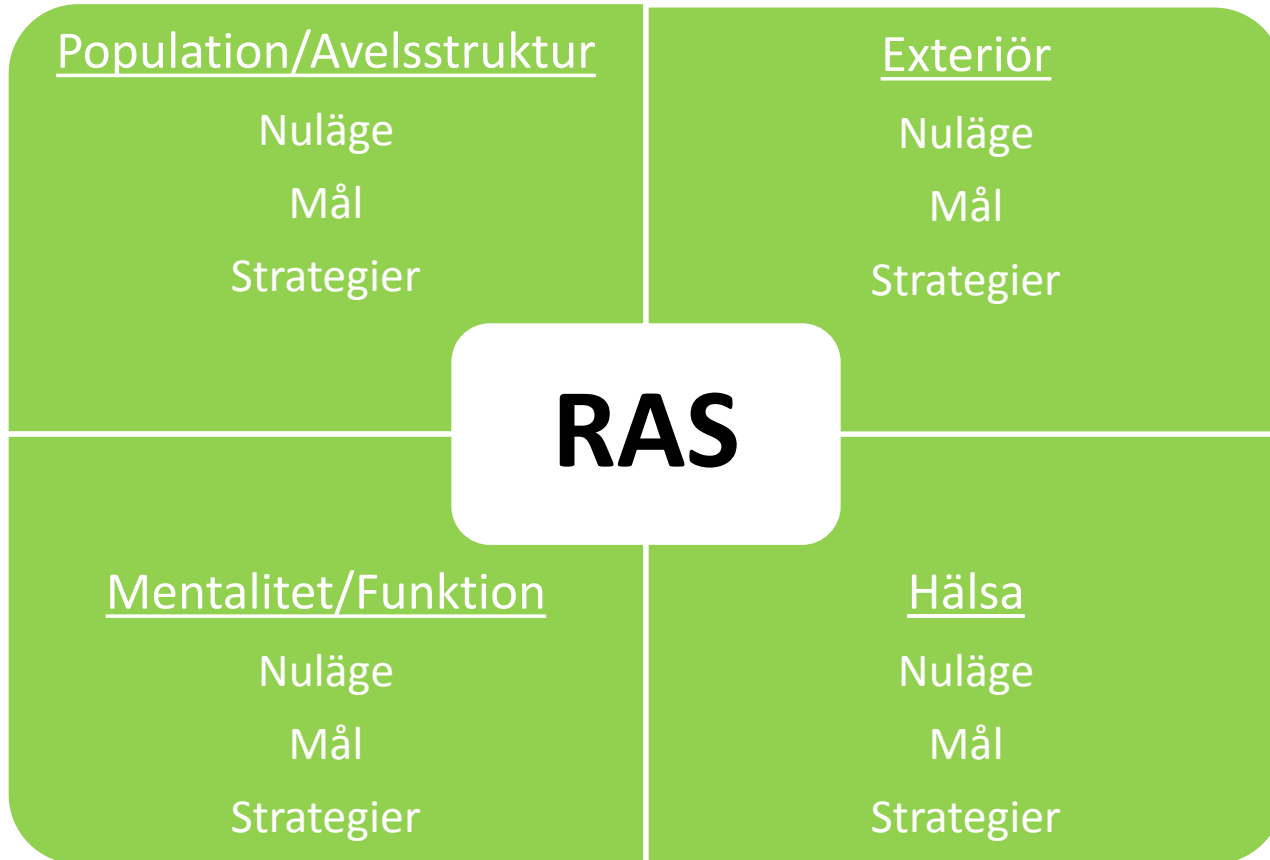 Population/Avelsstruktur
Nuläge
Mål
Strategier
Exteriör
Nuläge
Mål
Strategier
RAS
Mentalitet/Funktion
Nuläge
Mål
Strategier
Hälsa
Nuläge
Mål
Strategier